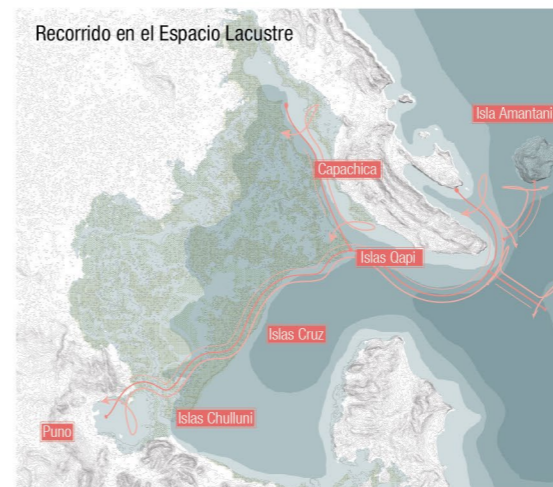 Recorrido en el Espacio Lacustre
Isla Amantani
Capachica
Islas Qapi
Islas Cruz
Islas Chulluni
Puno